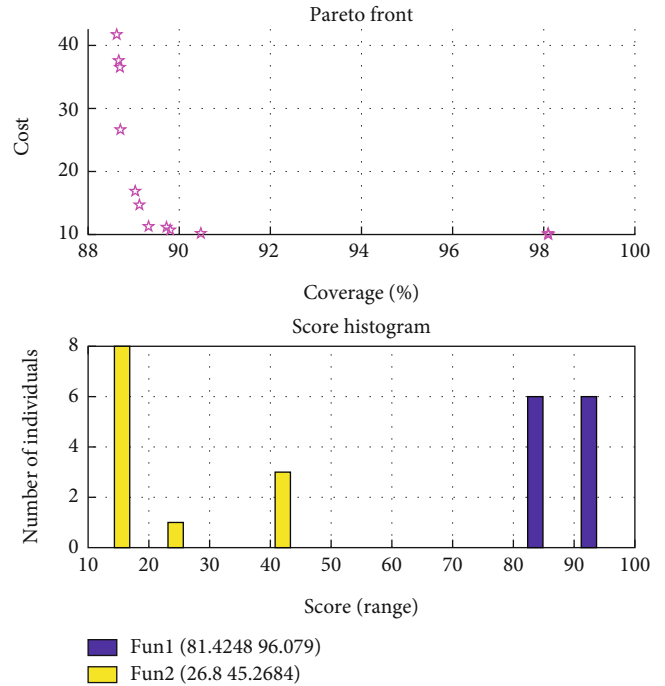 Pareto front
40
30
20
10
Cost
88 90 92 94 96 98 100
Coverage (%)
Score histogram
8
6
4
2
0
Number of individuals
10 20 30 40 50 60 70 80 90 100
Score (range)
Fun1 (81.4248 96.079)
Fun2 (26.8 45.2684)